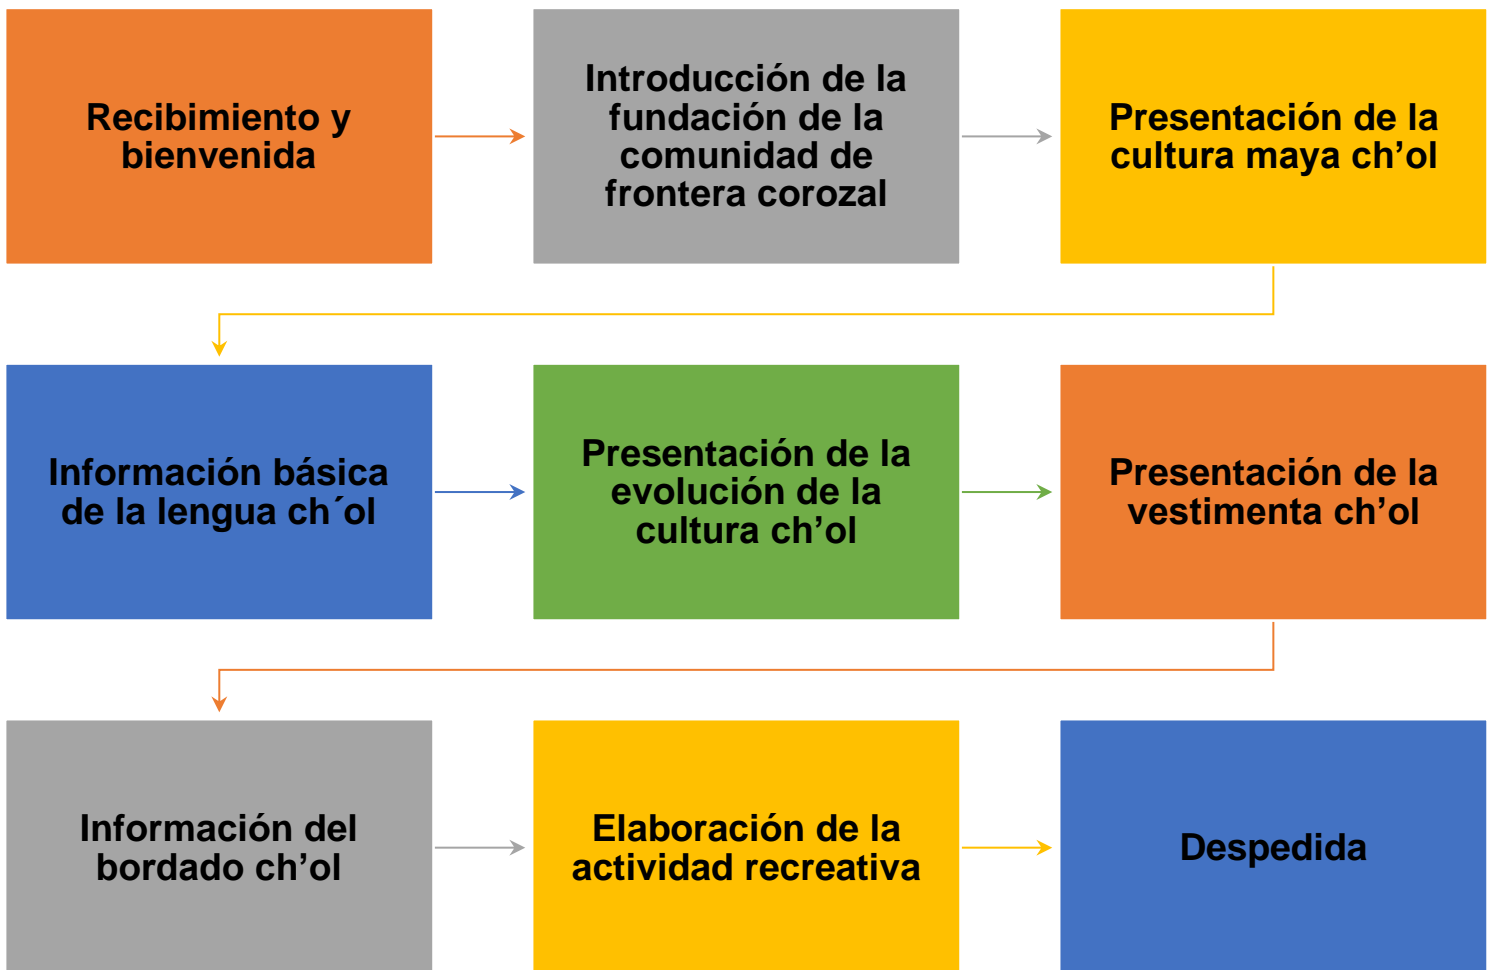 Recibimiento y
bienvenida
Introducción de la
fundación de la
comunidad de
frontera corozal
Presentación de la
cultura maya ch’ol
Información básica
de la lengua ch´ol
Presentación de la
evolución de la
cultura ch’ol
Presentación de la
vestimenta ch’ol
Información del
bordado ch’ol
Elaboración de la
actividad recreativa
Despedida